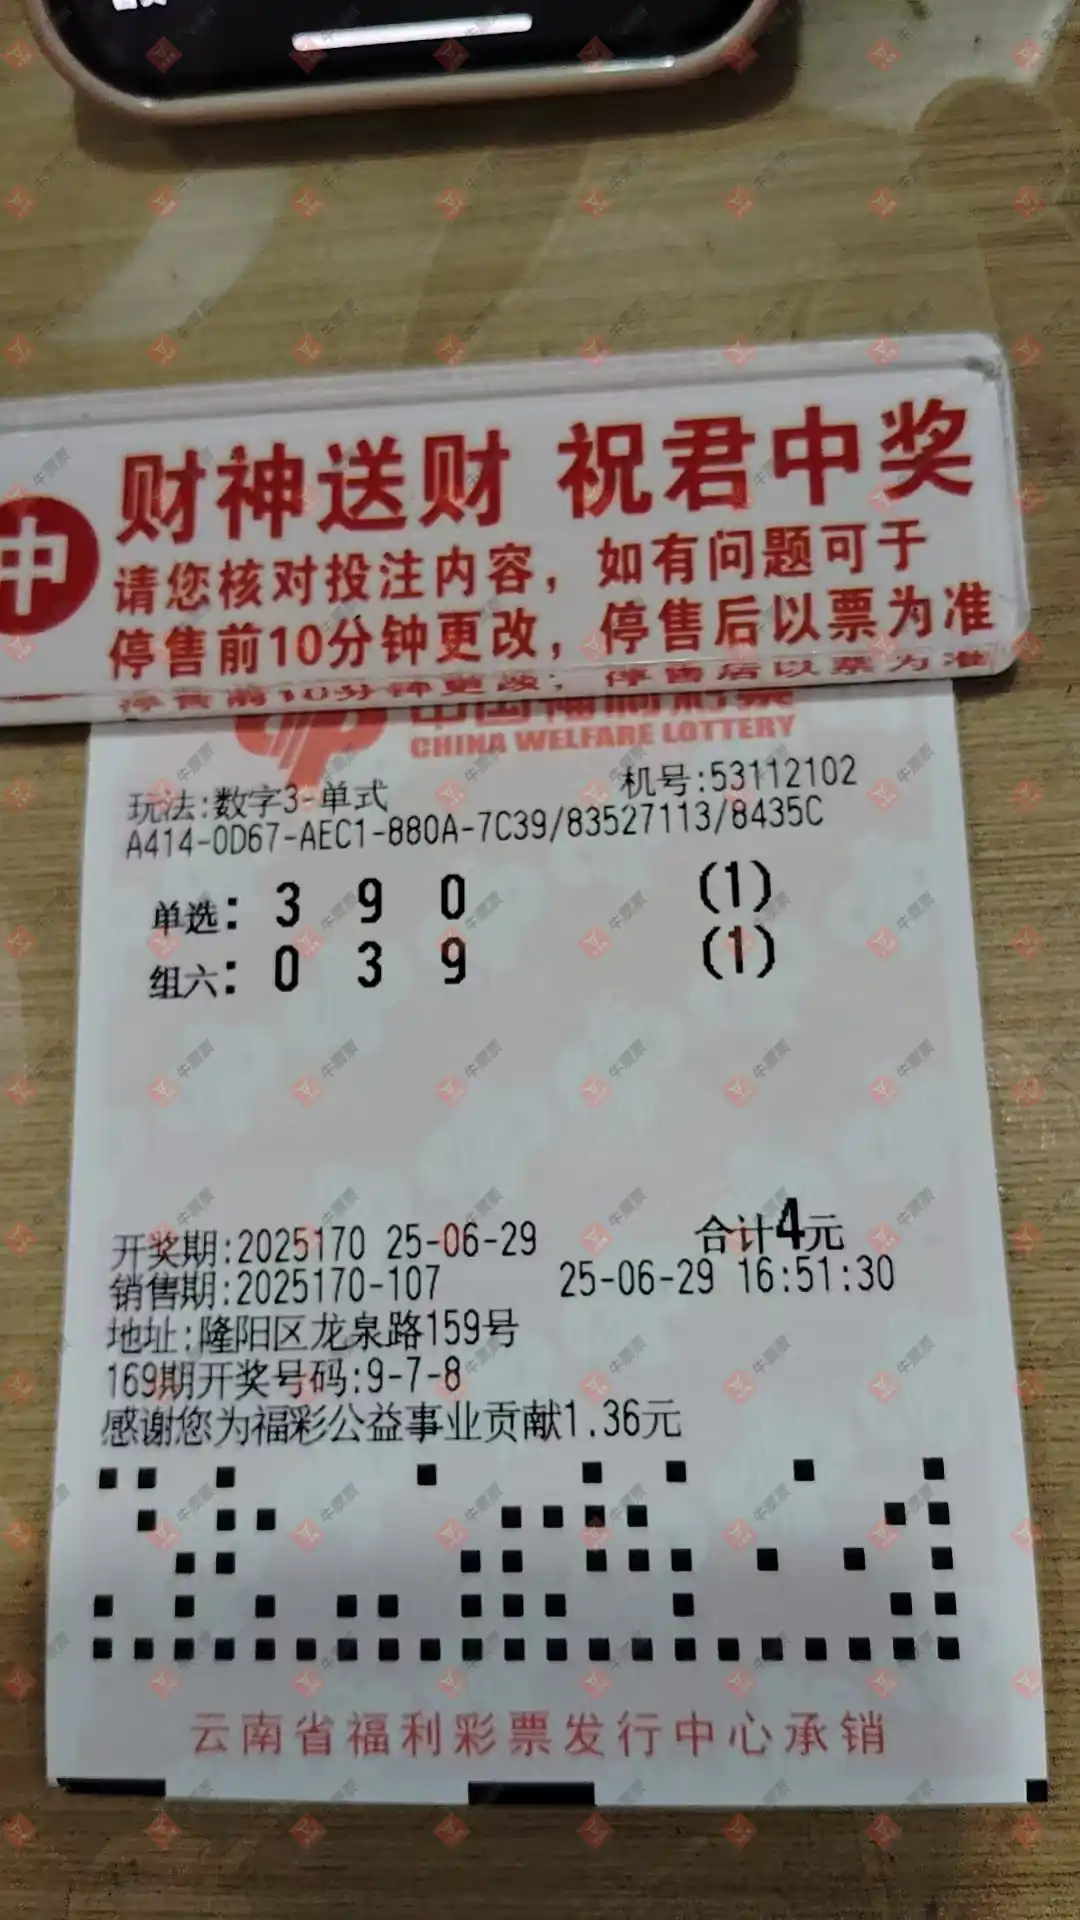 中
财神送财 祝君中奖
请您核对投注内容，如有问题可于
停售前10分钟更改，停售后以票为准
CHINA WELFARE LOTTERY
玩法:数字3-单式 机号:53112102
A414-0D67-AEC1-880A-7C39/83527113/8435C
单选: 3 9 0 (1)
组六: 0 3 9 (1)
合计4元
开奖期:2025170 25-06-29
销售期:2025170-107 25-06-29 16:51:30
地址:隆阳区龙泉路159号
169期开奖号码:9-7-8
感谢您为福彩公益事业贡献1.36元
云南省福利彩票发行中心承销